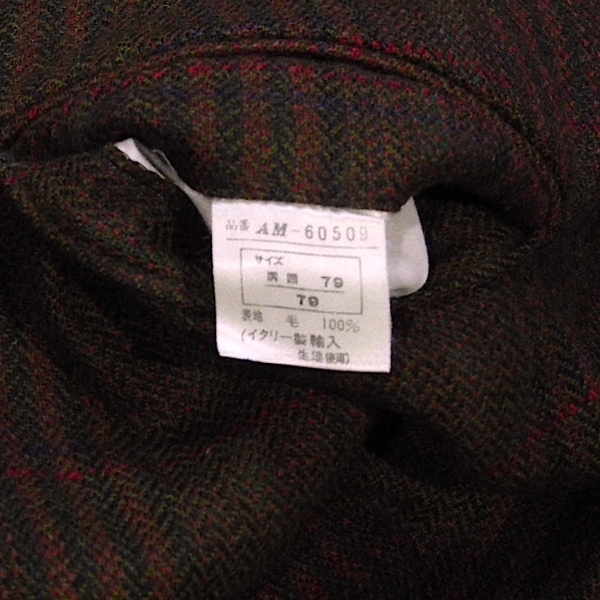 品番 AM-60509
サイズ
胴囲 79
79
表地 毛 100%
(イタリー製輸入
生地使用)